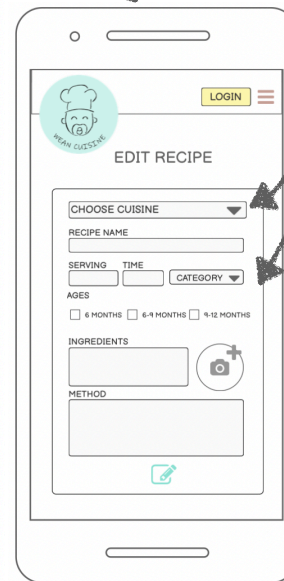 LOGIN
WEAN CUISINE
EDIT RECIPE
CHOOSE CUISINE
RECIPE NAME
SERVING TIME
CATEGORY
AGES
6 MONTHS 6-9 MONTHS 9-12 MONTHS
INGREDIENTS
METHOD